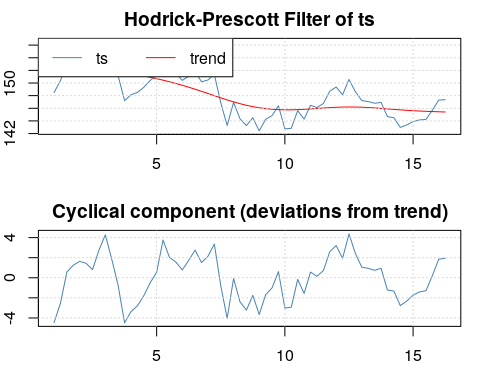 Hodrick-Prescott Filter of ts
ts trend
150
142
5 10 15
Cyclical component (deviations from trend)
4
0
-4
5 10 15